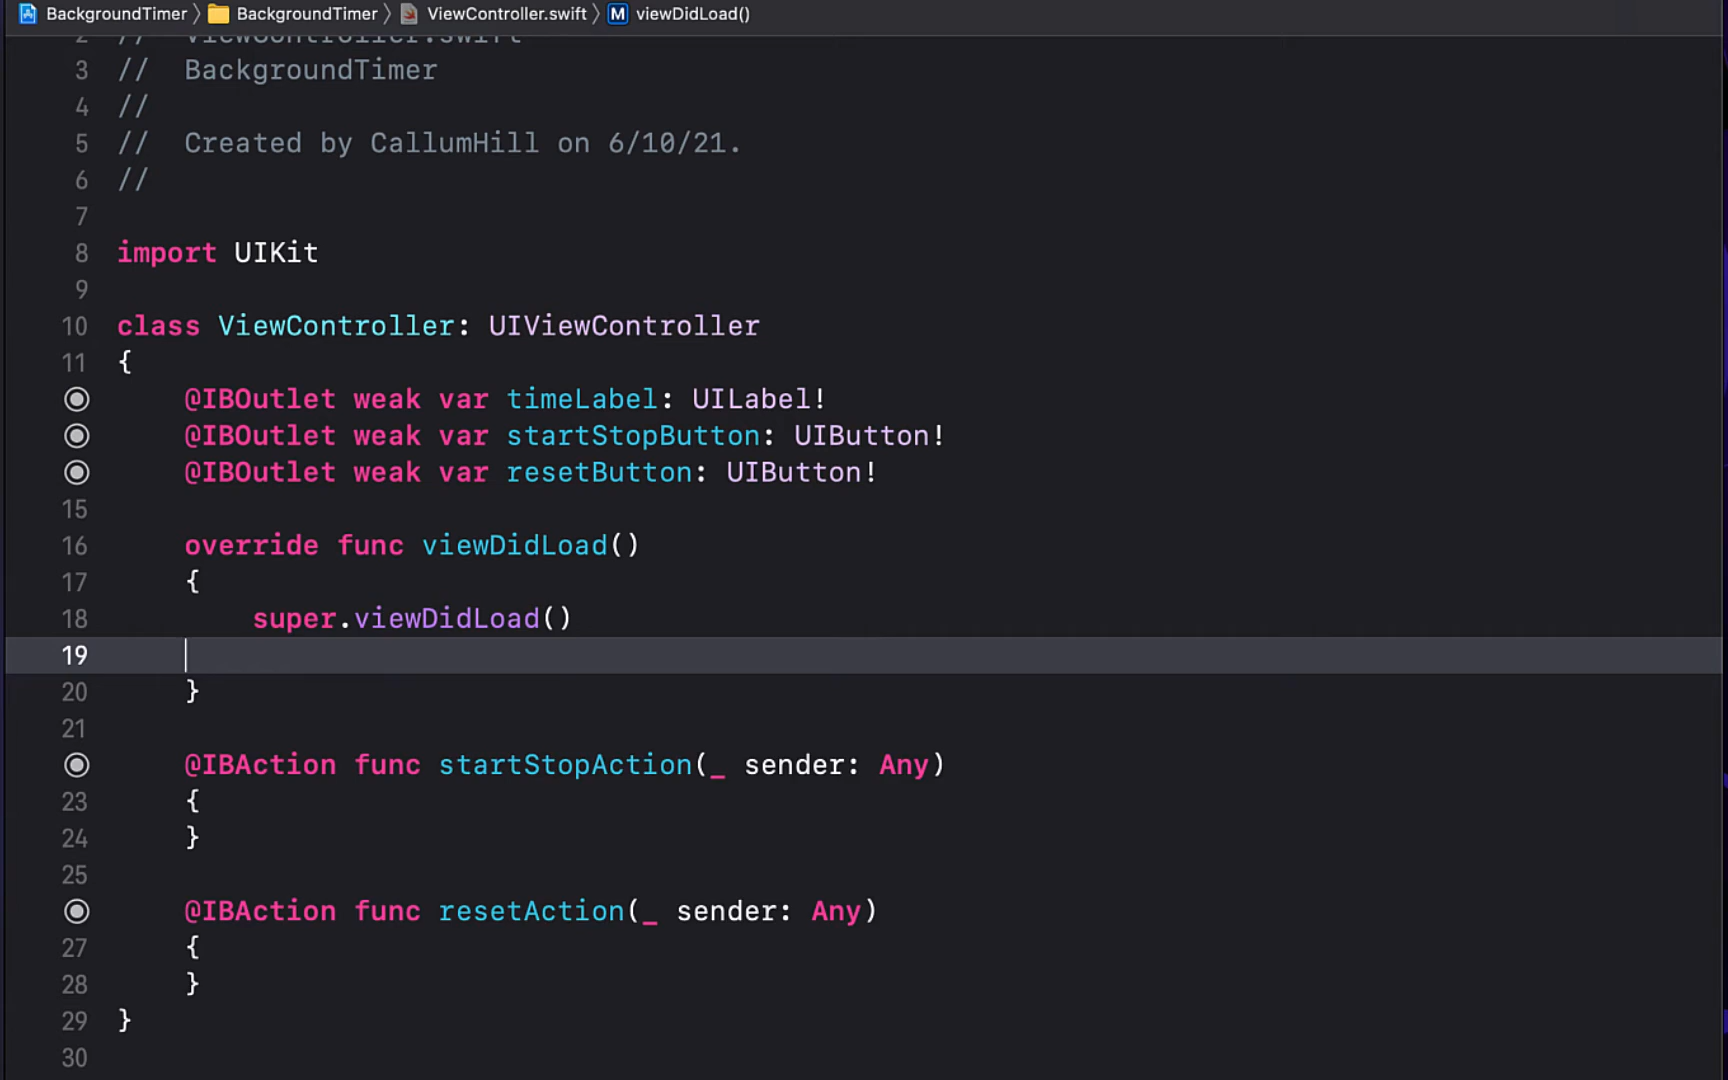 BackgroundTimer BackgroundTimer ViewController.swift M viewDidLoad()
2 // ViewController.swift
3 // BackgroundTimer
4 //
5 // Created by CallumHill on 6/10/21.
6 //
7
8 import UIKit
9
10 class ViewController: UIViewController
11 {
@IBOutlet weak var timeLabel: UILabel!
@IBOutlet weak var startStopButton: UIButton!
@IBOutlet weak var resetButton: UIButton!
15
16 override func viewDidLoad()
17 {
18 super.viewDidLoad()
19
20 }
21
@IBAction func startStopAction(_ sender: Any)
23 {
24 }
25
@IBAction func resetAction(_ sender: Any)
27 {
28 }
29 }
30